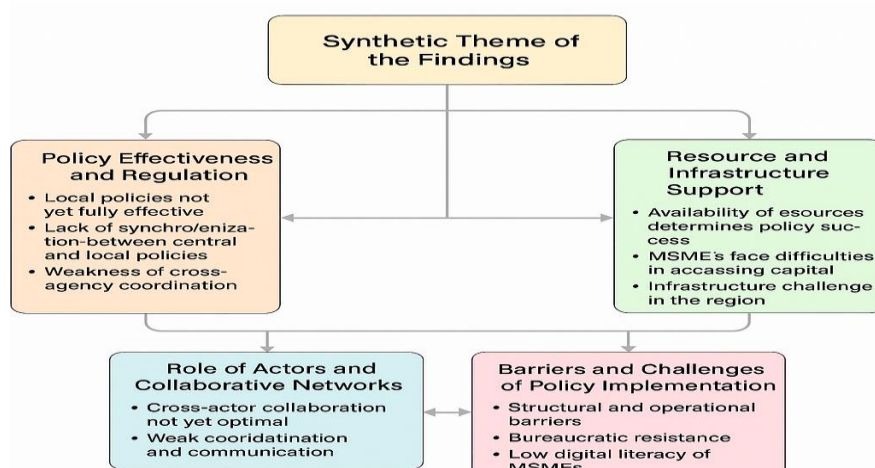 Synthetic Theme of
the Findings
Policy Effectiveness
and Regulation
• Local policies not
yet fully effective
• Lack of synchro/eniza-
tion-between central
and local policies
• Weakness of cross-
agency coordination
Resource and
Infrastructure
Support
• Availability of esources
determines policy suc-
cess
• MSME's face difficulties
in accassing capital
• Infrastructure challenge
in the region
Role of Actors and
Collaborative Networks
• Cross-actor collaboration
not yet optimal
• Weak cooridatination
and communication
Barriers and Challenges
of Policy Implementation
• Structural and operational
barriers
• Bureaucratic resistance
• Low digital literacy of
MSMEs